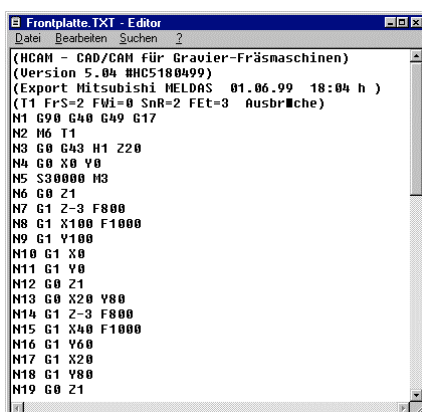 Frontplatte.TXT - Editor
Datei Bearbeiten Suchen ?
(HCAM - CAD/CAM für Gravier-Fräsmaschinen)
(Version 5.04 #HC5180499)
(Export Mitsubishi MELDAS 01.06.99 18:04 h )
(T1 FrS=2 FWi=0 SnR=2 FEt=3 Ausbr■che)
N1 G90 G40 G49 G17
N2 M6 T1
N3 G0 G43 H1 Z20
N4 G0 X0 Y0
N5 S30000 M3
N6 G0 Z1
N7 G1 Z-3 F800
N8 G1 X100 F1000
N9 G1 Y100
N10 G1 X0
N11 G1 Y0
N12 G0 Z1
N13 G0 X20 Y80
N14 G1 Z-3 F800
N15 G1 X40 F1000
N16 G1 Y60
N17 G1 X20
N18 G1 Y80
N19 G0 Z1